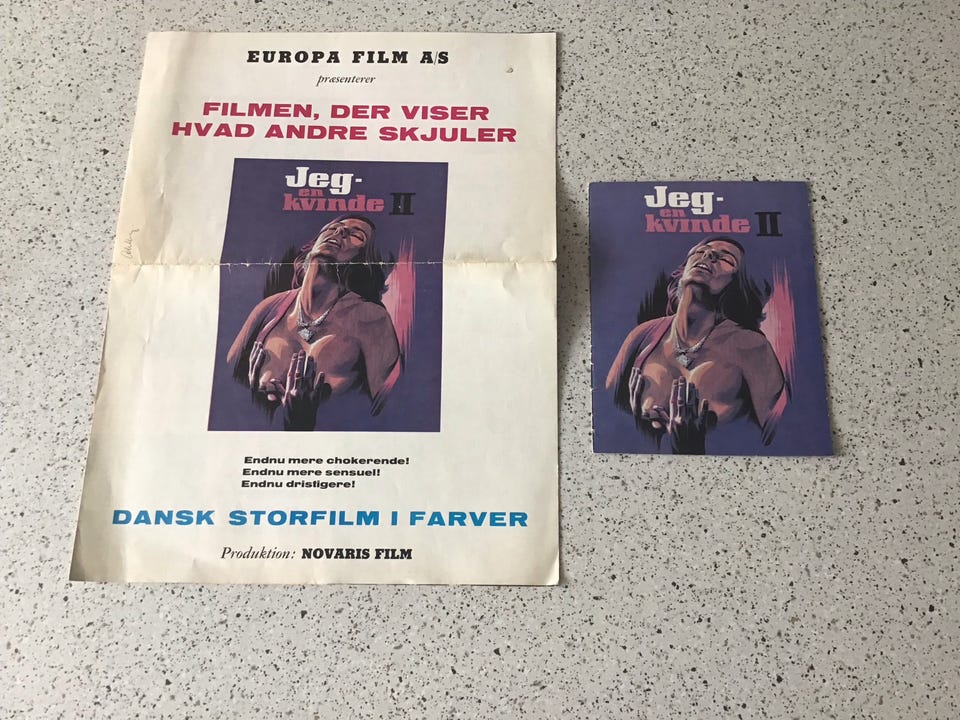 EUROPA FILM A/S
præsenterer
FILMEN, DER VISER
HVAD ANDRE SKJULER
Jeg-
en
kvinde II
Endnu mere chokerende!
Endnu mere sensuel!
Endnu dristigere!
DANSK STORFILM I FARVER
Produktion: NOVARIS FILM
Jeg-
en
kvinde II